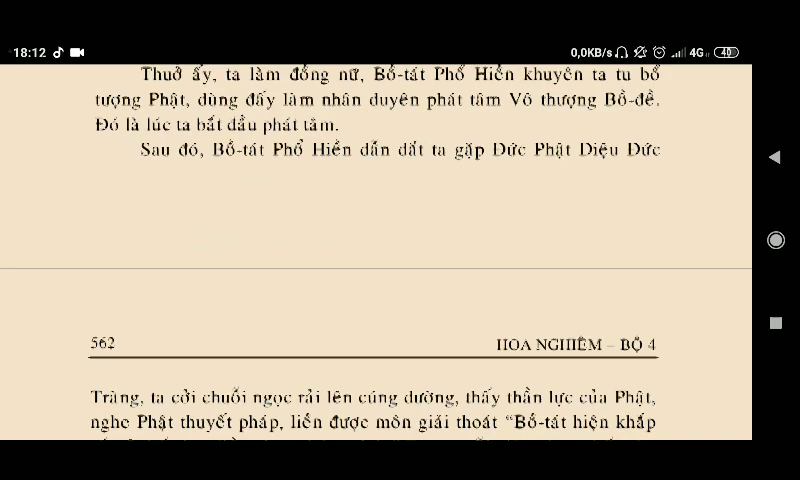 18:12
0,0KB/s
4G
40
Thuở ấy, ta làm đồng nữ, Bồ-tát Phổ Hiền khuyên ta tu bổ
tượng Phật, dùng đấy làm nhân duyên phát tâm Vô thượng Bồ-đề.
Đó là lúc ta bắt đầu phát tâm.
Sau đó, Bồ-tát Phổ Hiền dẫn dắt ta gặp Đức Phật Diệu Đức
562
HOA NGHIÊM – BỘ 4
Tràng, ta cởi chuỗi ngọc rải lên cúng dường, thấy thần lực của Phật,
nghe Phật thuyết pháp, liền được môn giải thoát “Bồ-tát hiện khắp